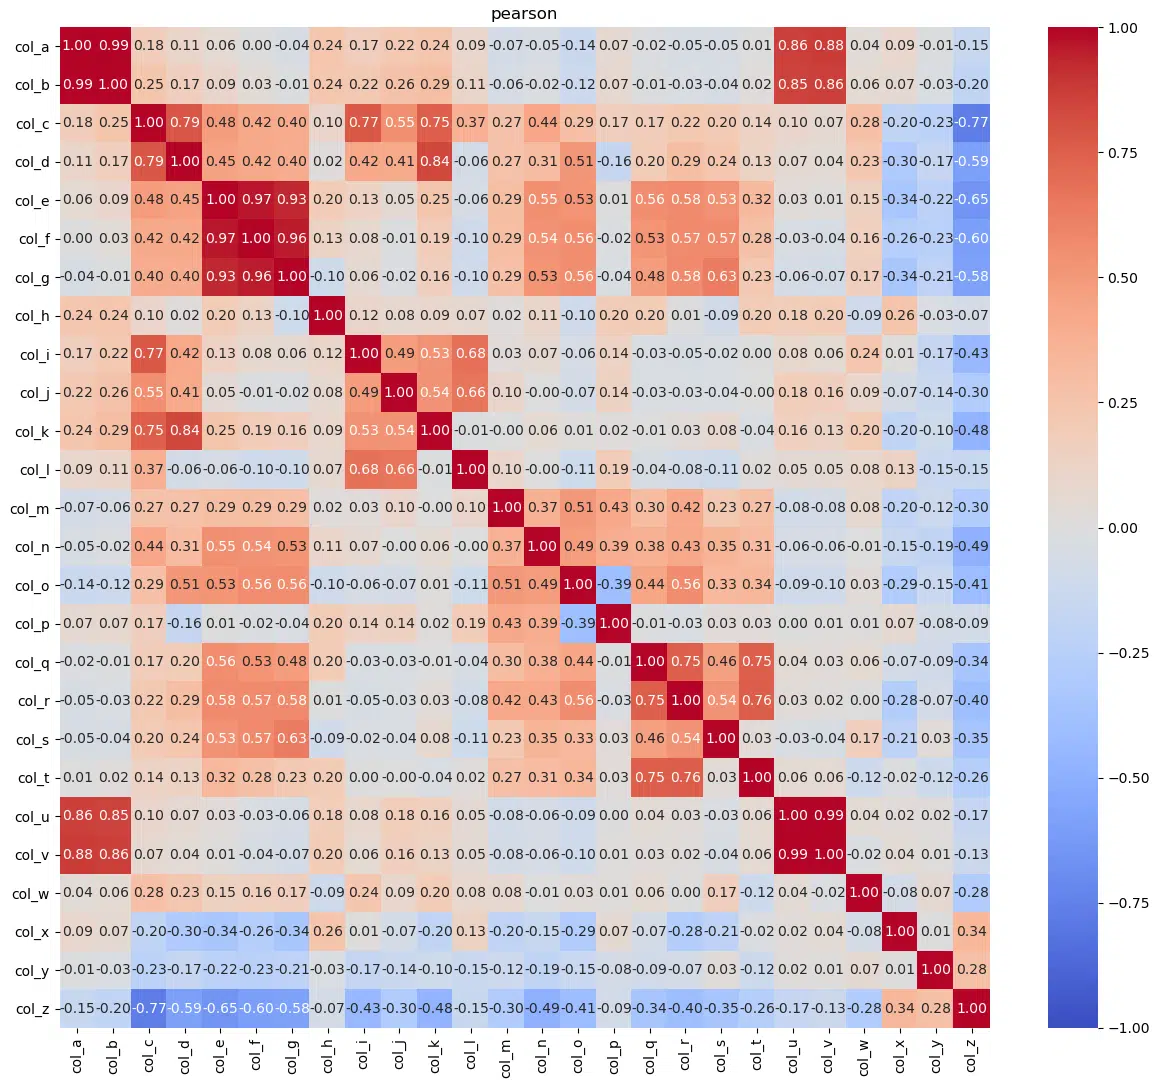 pearson
col_a 1.00 0.99 0.18 0.11 0.06 0.00 -0.04 0.24 0.17 0.22 0.24 0.09 -0.07 -0.05 -0.14 0.07 -0.02 -0.05 -0.05 0.01 0.86 0.88 0.04 0.09 -0.01 -0.15 1.00
col_b 0.99 1.00 0.25 0.17 0.09 0.03 -0.01 0.24 0.22 0.26 0.29 0.11 -0.06 -0.02 -0.12 0.07 -0.01 -0.03 -0.04 0.02 0.85 0.86 0.06 0.07 -0.03 -0.20
col_c 0.18 0.25 1.00 0.79 0.48 0.42 0.40 0.10 0.77 0.55 0.75 0.37 0.27 0.44 0.29 0.17 0.17 0.22 0.20 0.14 0.10 0.07 0.28 -0.20 -0.23 -0.77
col_d 0.11 0.17 0.79 1.00 0.45 0.42 0.40 0.02 0.42 0.41 0.84 -0.06 0.27 0.31 0.51 -0.16 0.20 0.29 0.24 0.13 0.07 0.04 0.23 -0.30 -0.17 -0.59 0.75
col_e 0.06 0.09 0.48 0.45 1.00 0.97 0.93 0.20 0.13 0.05 0.25 -0.06 0.29 0.55 0.53 0.01 0.56 0.58 0.53 0.32 0.03 0.01 0.15 -0.34 -0.22 -0.65
col_f 0.00 0.03 0.42 0.42 0.97 1.00 0.96 0.13 0.08 -0.01 0.19 -0.10 0.29 0.54 0.56 -0.02 0.53 0.57 0.57 0.28 -0.03 -0.04 0.16 -0.26 -0.23 -0.60
col_g -0.04 -0.01 0.40 0.40 0.93 0.96 1.00 -0.10 0.06 -0.02 0.16 -0.10 0.29 0.53 0.56 -0.04 0.48 0.58 0.63 0.23 -0.06 -0.07 0.17 -0.34 -0.21 -0.58 0.50
col_h 0.24 0.24 0.10 0.02 0.20 0.13 -0.10 1.00 0.12 0.08 0.09 0.07 0.02 0.11 -0.10 0.20 0.20 0.01 -0.09 0.20 0.18 0.20 -0.09 0.26 -0.03 -0.07
col_i 0.17 0.22 0.77 0.42 0.13 0.08 0.06 0.12 1.00 0.49 0.53 0.68 0.03 0.07 -0.06 0.14 -0.03 -0.05 -0.02 0.00 0.08 0.06 0.24 0.01 -0.17 -0.43
col_j 0.22 0.26 0.55 0.41 0.05 -0.01 -0.02 0.08 0.49 1.00 0.54 0.66 0.10 -0.00 -0.07 0.14 -0.03 -0.03 -0.04 -0.00 0.18 0.16 0.09 -0.07 -0.14 -0.30 0.25
col_k 0.24 0.29 0.75 0.84 0.25 0.19 0.16 0.09 0.53 0.54 1.00 -0.01 -0.00 0.06 0.01 0.02 -0.01 0.03 0.08 -0.04 0.16 0.13 0.20 -0.20 -0.10 -0.48
col_l 0.09 0.11 0.37 -0.06 -0.06 -0.10 -0.10 0.07 0.68 0.66 -0.01 1.00 0.10 -0.00 -0.11 0.19 -0.04 -0.08 -0.11 0.02 0.05 0.05 0.08 0.13 -0.15 -0.15
col_m -0.07 -0.06 0.27 0.27 0.29 0.29 0.29 0.02 0.03 0.10 -0.00 0.10 1.00 0.37 0.51 0.43 0.30 0.42 0.23 0.27 -0.08 -0.08 0.08 -0.20 -0.12 -0.30 0.00
col_n -0.05 -0.02 0.44 0.31 0.55 0.54 0.53 0.11 0.07 -0.00 0.06 -0.00 0.37 1.00 0.49 0.39 0.38 0.43 0.35 0.31 -0.06 -0.06 -0.01 -0.15 -0.19 -0.49
col_o -0.14 -0.12 0.29 0.51 0.53 0.56 0.56 -0.10 -0.06 -0.07 0.01 -0.11 0.51 0.49 1.00 -0.39 0.44 0.56 0.33 0.34 -0.09 -0.10 0.03 -0.29 -0.15 -0.41
col_p 0.07 0.07 0.17 -0.16 0.01 -0.02 -0.04 0.20 0.14 0.14 0.02 0.19 0.43 0.39 -0.39 1.00 -0.01 -0.03 0.03 0.03 0.00 0.01 0.01 0.07 -0.08 -0.09
col_q -0.02 -0.01 0.17 0.20 0.56 0.53 0.48 0.20 -0.03 -0.03 -0.01 -0.04 0.30 0.38 0.44 -0.01 1.00 0.75 0.46 0.75 0.04 0.03 0.06 -0.07 -0.09 -0.34 −0.25
col_r -0.05 -0.03 0.22 0.29 0.58 0.57 0.58 0.01 -0.05 -0.03 0.03 -0.08 0.42 0.43 0.56 -0.03 0.75 1.00 0.54 0.76 0.03 0.02 0.00 -0.28 -0.07 -0.40
col_s -0.05 -0.04 0.20 0.24 0.53 0.57 0.63 -0.09 -0.02 -0.04 0.08 -0.11 0.23 0.35 0.33 0.03 0.46 0.54 1.00 0.03 -0.03 -0.04 0.17 -0.21 0.03 -0.35
col_t 0.01 0.02 0.14 0.13 0.32 0.28 0.23 0.20 0.00 -0.00 -0.04 0.02 0.27 0.31 0.34 0.03 0.75 0.76 0.03 1.00 0.06 0.06 -0.12 -0.02 -0.12 -0.26 −0.50
col_u 0.86 0.85 0.10 0.07 0.03 -0.03 -0.06 0.18 0.08 0.18 0.16 0.05 -0.08 -0.06 -0.09 0.00 0.04 0.03 -0.03 0.06 1.00 0.99 0.04 0.02 0.02 -0.17
col_v 0.88 0.86 0.07 0.04 0.01 -0.04 -0.07 0.20 0.06 0.16 0.13 0.05 -0.08 -0.06 -0.10 0.01 0.03 0.02 -0.04 0.06 0.99 1.00 -0.02 0.04 0.01 -0.13
col_w 0.04 0.06 0.28 0.23 0.15 0.16 0.17 -0.09 0.24 0.09 0.20 0.08 0.08 -0.01 0.03 0.01 0.06 0.00 0.17 -0.12 0.04 -0.02 1.00 -0.08 0.07 -0.28 −0.75
col_x 0.09 0.07 -0.20 -0.30 -0.34 -0.26 -0.34 0.26 0.01 -0.07 -0.20 0.13 -0.20 -0.15 -0.29 0.07 -0.07 -0.28 -0.21 -0.02 0.02 0.04 -0.08 1.00 0.01 0.34
col_y -0.01 -0.03 -0.23 -0.17 -0.22 -0.23 -0.21 -0.03 -0.17 -0.14 -0.10 -0.15 -0.12 -0.19 -0.15 -0.08 -0.09 -0.07 0.03 -0.12 0.02 0.01 0.07 0.01 1.00 0.28
col_z -0.15 -0.20 -0.77 -0.59 -0.65 -0.60 -0.58 -0.07 -0.43 -0.30 -0.48 -0.15 -0.30 -0.49 -0.41 -0.09 -0.34 -0.40 -0.35 -0.26 -0.17 -0.13 -0.28 0.34 0.28 1.00 −1.00
col_a col_b col_c col_d col_e col_f col_g col_h col_i col_j col_k col_l col_m col_n col_o col_p col_q col_r col_s col_t col_u col_v col_w col_x col_y col_z